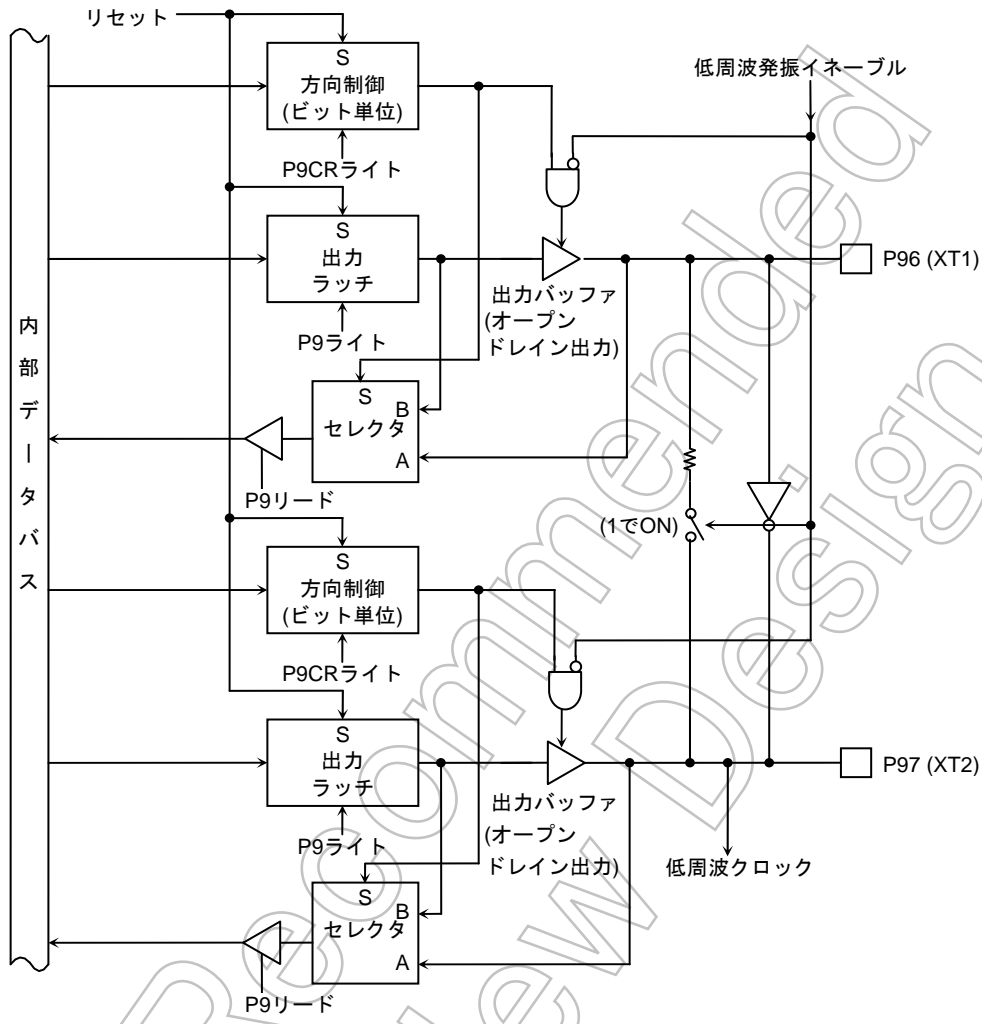 リセット
S
方向制御
(ビット単位)
低周波発振イネーブル
P9CRライト
S
出力
ラッチ
P96 (XT1)
出力バッファ
(オープン
ドレイン出力)
P9ライト
内部データバス
S
B
セレクタ
A
P9リード
(1でON)
S
方向制御
(ビット単位)
P9CRライト
S
出力
ラッチ
P97 (XT2)
出力バッファ
(オープン
ドレイン出力)
P9ライト
低周波クロック
S
B
セレクタ
A
P9リード
Recommended
Design